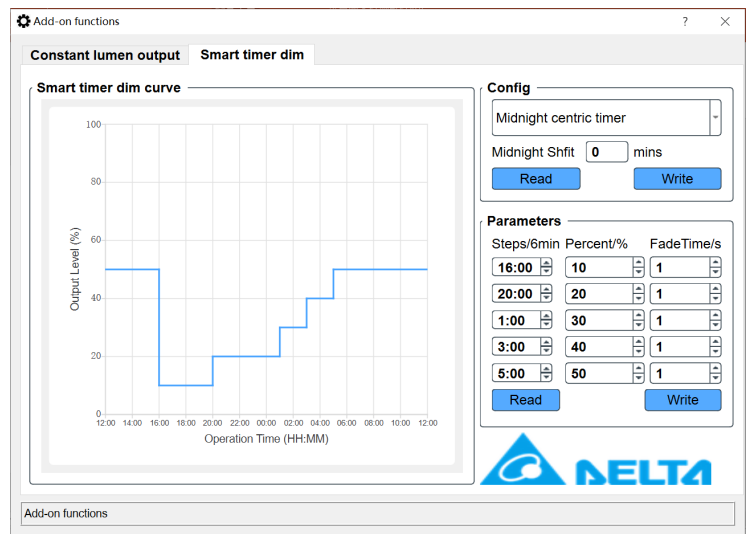 Add-on functions
?
Constant lumen output
Smart timer dim
Smart timer dim curve
100
80
60
40
20
0
Output Level (%)
12:00 14:00 16:00 18:00 20:00 22:00 00:00 02:00 04:00 06:00 08:00 10:00 12:00
Operation Time (HH:MM)
Config
Midnight centric timer
Midnight Shfit 0 mins
Read Write
Parameters
Steps/6min Percent/% FadeTime/s
16:00 10 1
20:00 20 1
1:00 30 1
3:00 40 1
5:00 50 1
Read Write
DELTA
Add-on functions